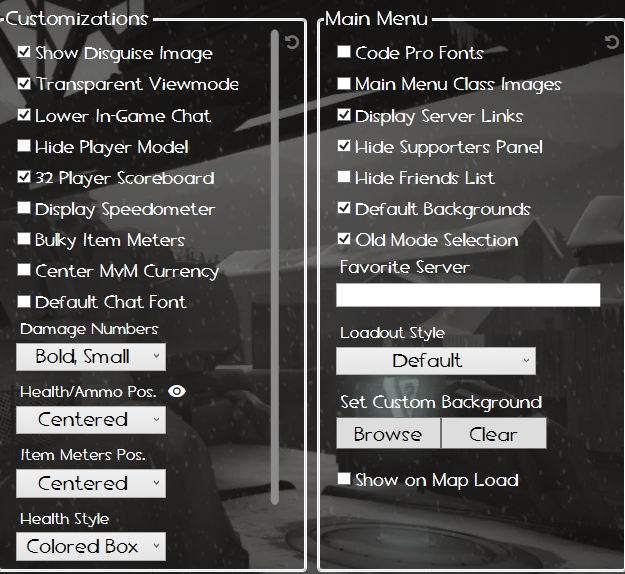 Customizations
Show Disguise Image
Transparent Viewmode
Lower In-Game Chat
Hide Player Model
32 Player Scoreboard
Display Speedometer
Bulky Item Meters
Center MvM Currency
Default Chat Font
Damage Numbers
Bold, Small
Health/Ammo Pos.
Centered
Item Meters Pos.
Centered
Health Style
Colored Box
Main Menu
Code Pro Fonts
Main Menu Class Images
Display Server Links
Hide Supporters Panel
Hide Friends List
Default Backgrounds
Old Mode Selection
Favorite Server
Loadout Style
Default
Set Custom Background
Browse Clear
Show on Map Load